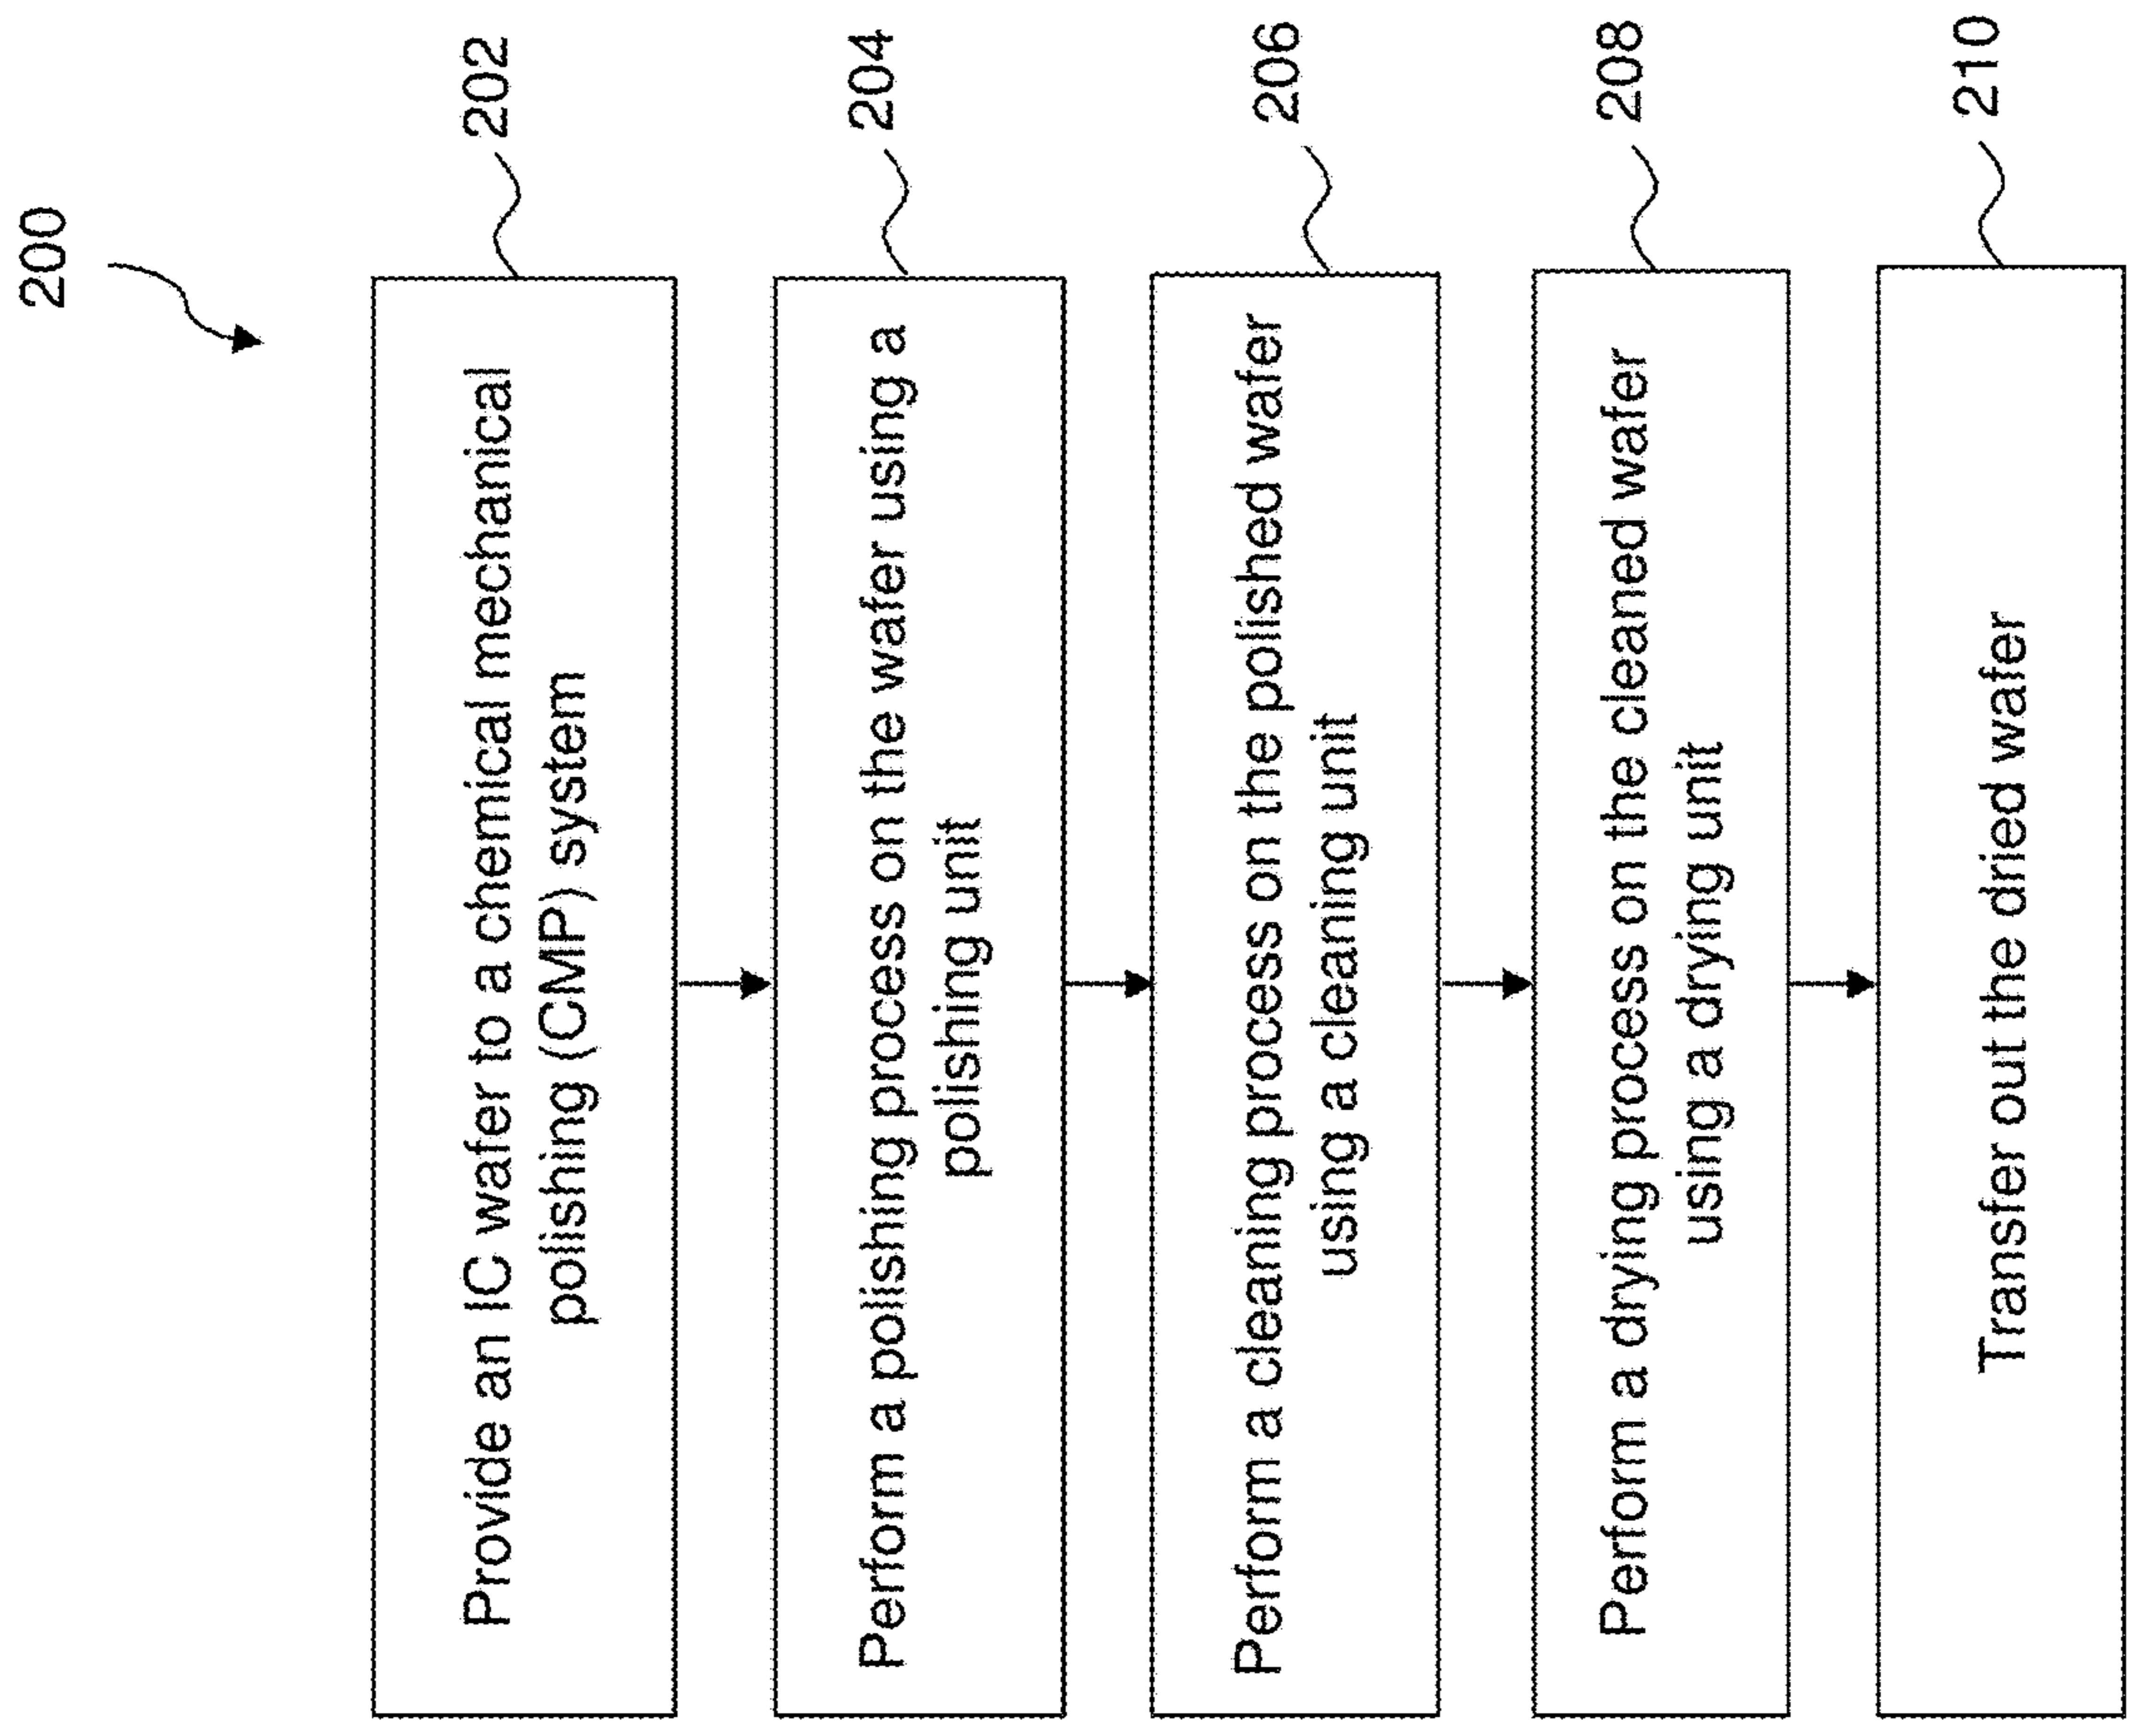 200
Provide an IC wafer to a chemical mechanical
polishing (CMP) system
202
Perform a polishing process on the wafer using a
polishing unit
204
Perform a cleaning process on the polished wafer
using a cleaning unit
206
Perform a drying process on the cleaned wafer
using a drying unit
208
Transfer out the dried wafer
210